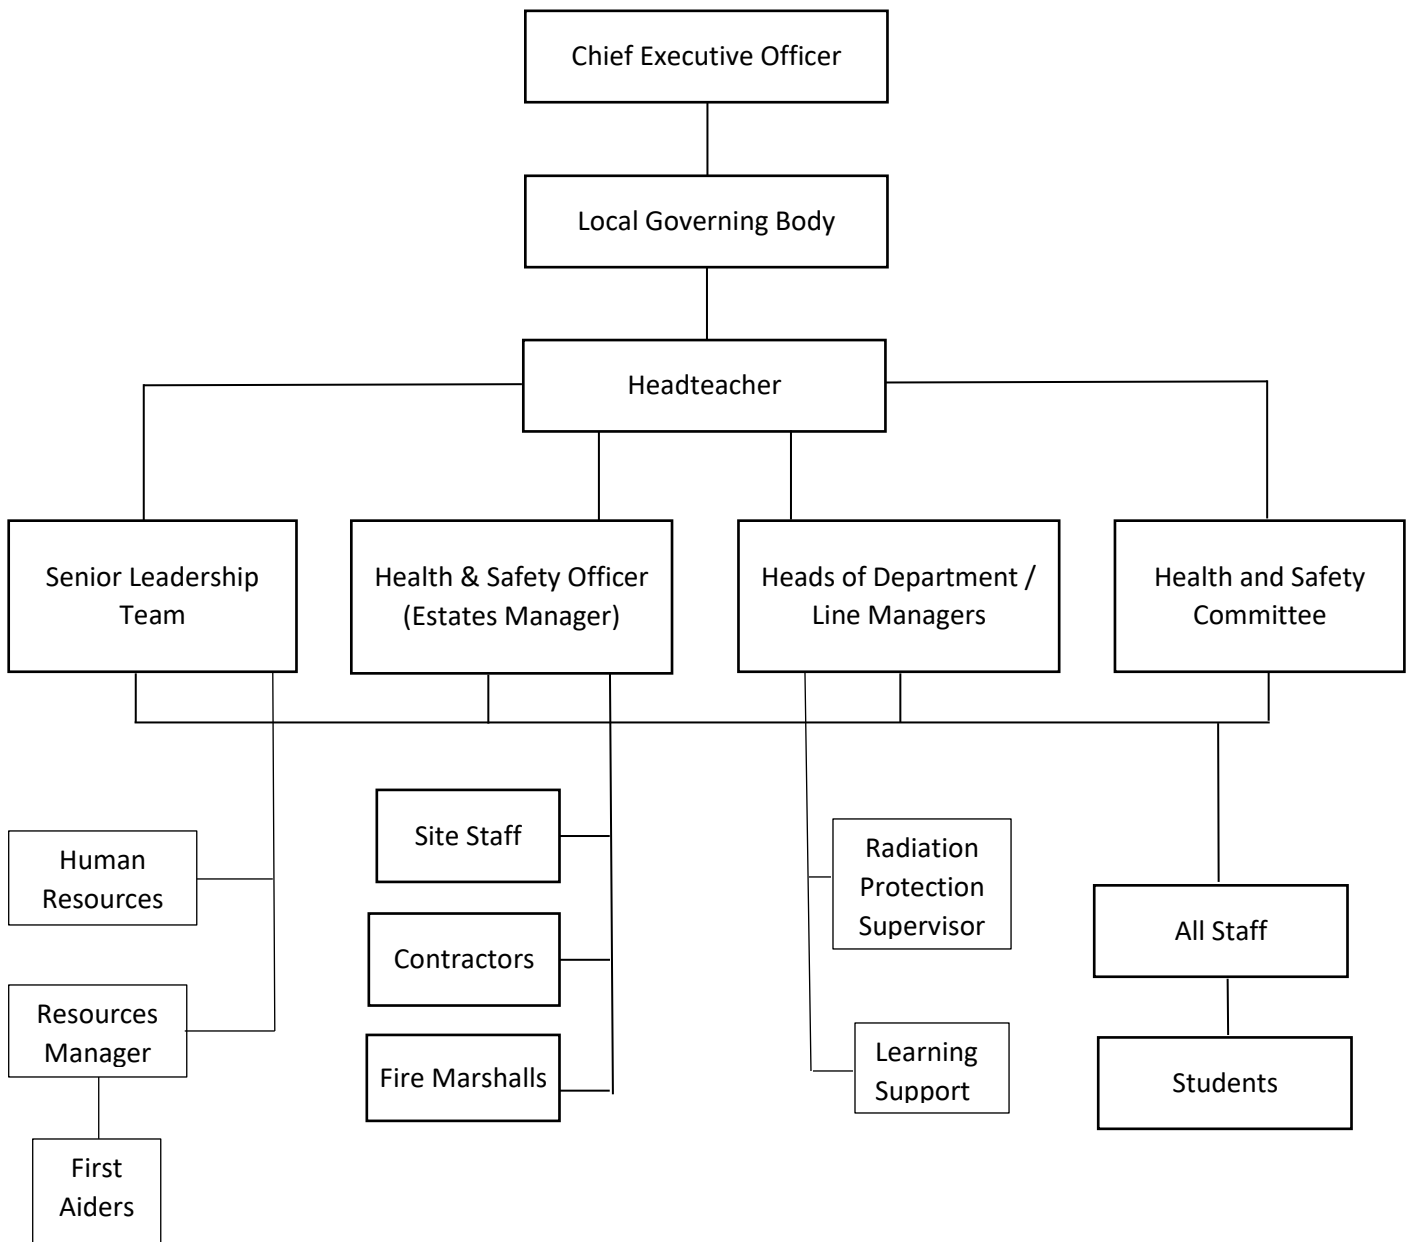 Chief Executive Officer
Local Governing Body
Headteacher
Senior Leadership
Team
Health & Safety Officer
(Estates Manager)
Heads of Department /
Line Managers
Health and Safety
Committee
Human
Resources
Resources
Manager
First
Aiders
Site Staff
Contractors
Fire Marshalls
Radiation
Protection
Supervisor
Learning
Support
All Staff
Students